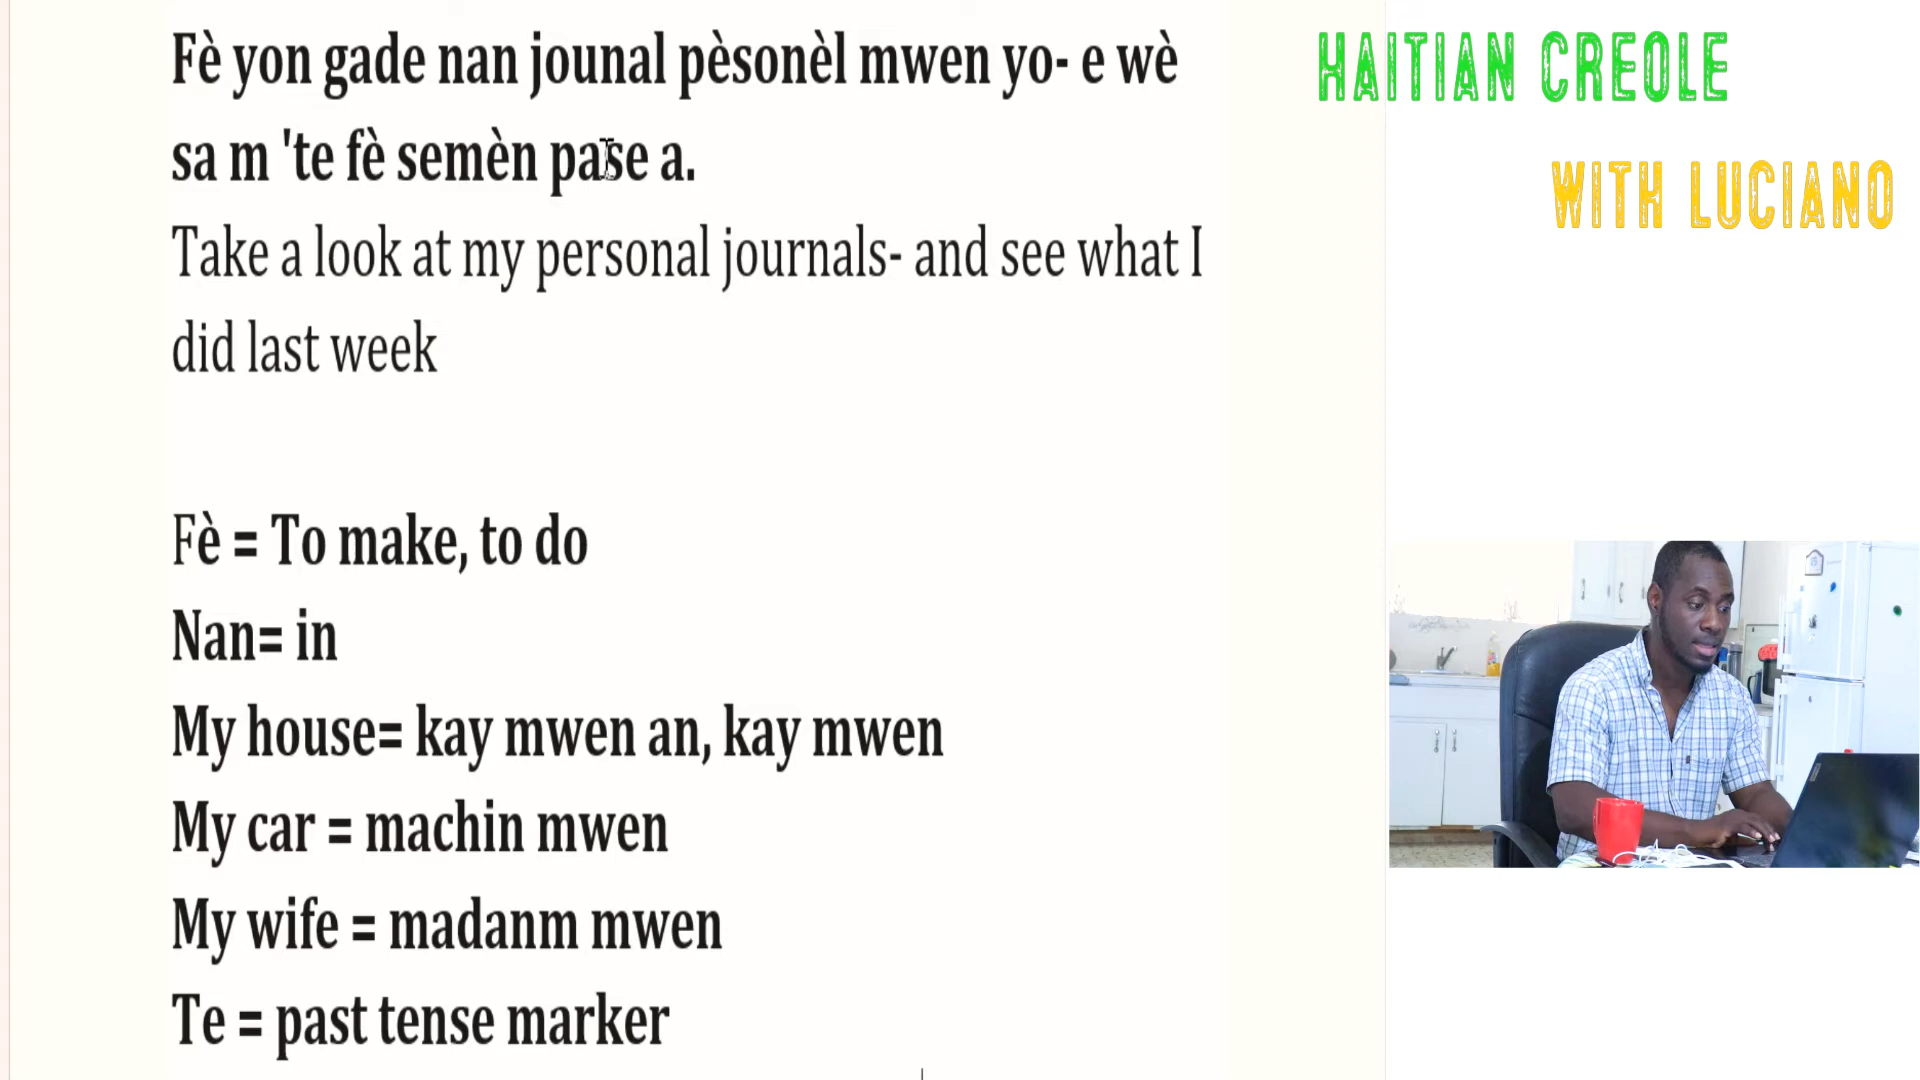 Fè yon gade nan jounal pèsonèl mwen yo- e wè
sa m 'te fè semèn pase a.
Take a look at my personal journals- and see what I
did last week
Fè = To make, to do
Nan= in
My house= kay mwen an, kay mwen
My car = machin mwen
My wife = madanm mwen
Te = past tense marker
HAITIAN CREOLE
WITH LUCIANO